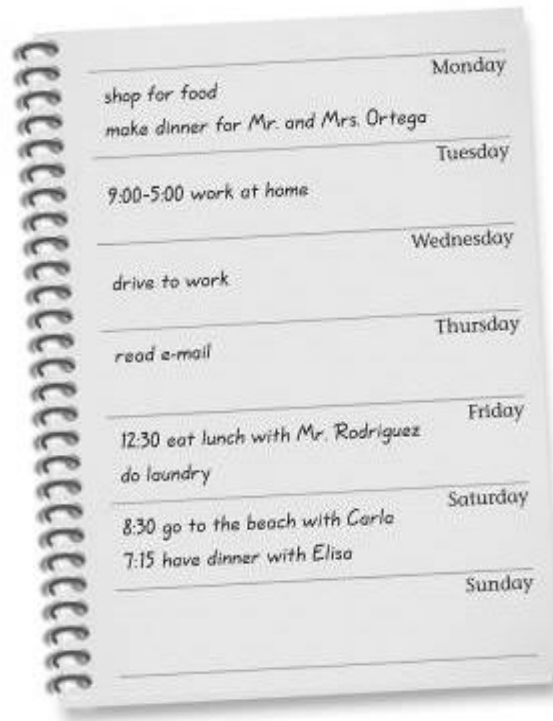 Monday
shop for food
make dinner for Mr. and Mrs. Ortega
Tuesday
9:00-5:00 work at home
Wednesday
drive to work
Thursday
read e-mail
Friday
12:30 eat lunch with Mr. Rodriguez
do laundry
Saturday
8:30 go to the beach with Carla
7:15 have dinner with Elisa
Sunday